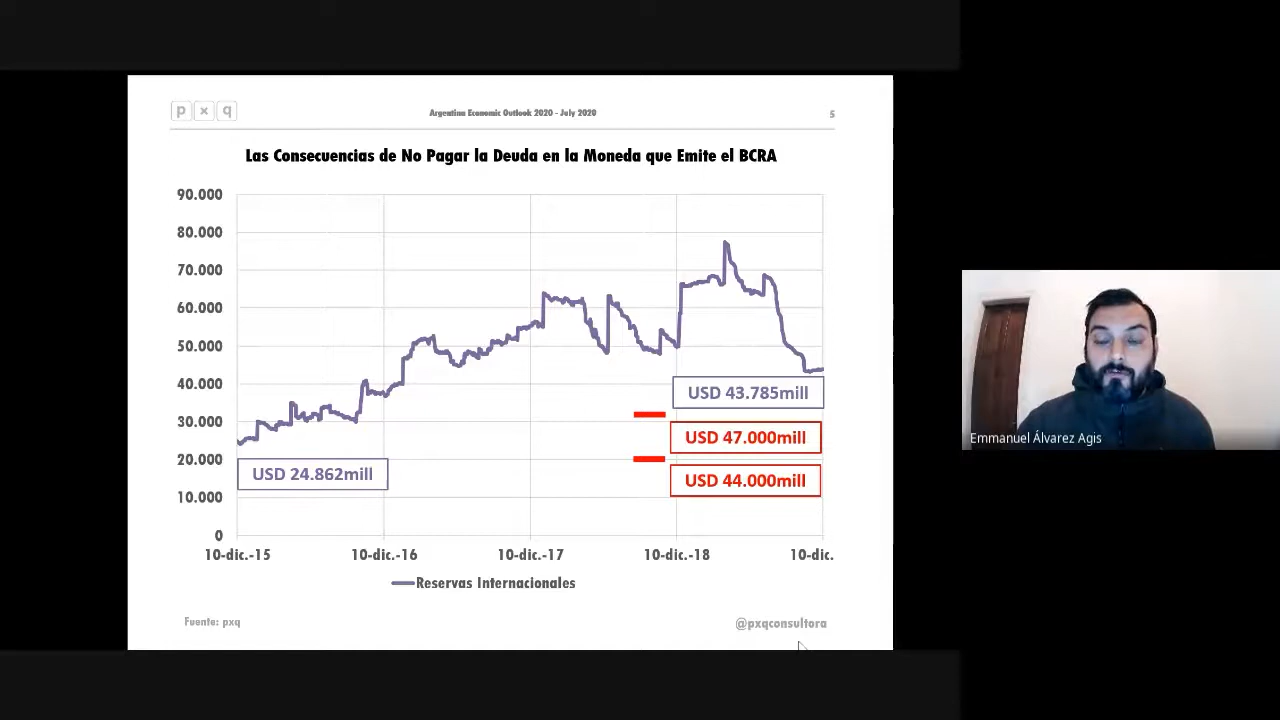 p x q
Argentina Economic Outlook 2020 - July 2020
5
Las Consecuencias de No Pagar la Deuda en la Moneda que Emite el BCRA
90.000
80.000
70.000
60.000
50.000
40.000
30.000
20.000
10.000
0
USD 43.785mill
USD 47.000mill
USD 44.000mill
USD 24.862mill
10-dic.-15
10-dic.-16
10-dic.-17
10-dic.-18
10-dic.
Reservas Internacionales
Fuente: pxq
@pxqconsultora
Emmanuel Álvarez Agis